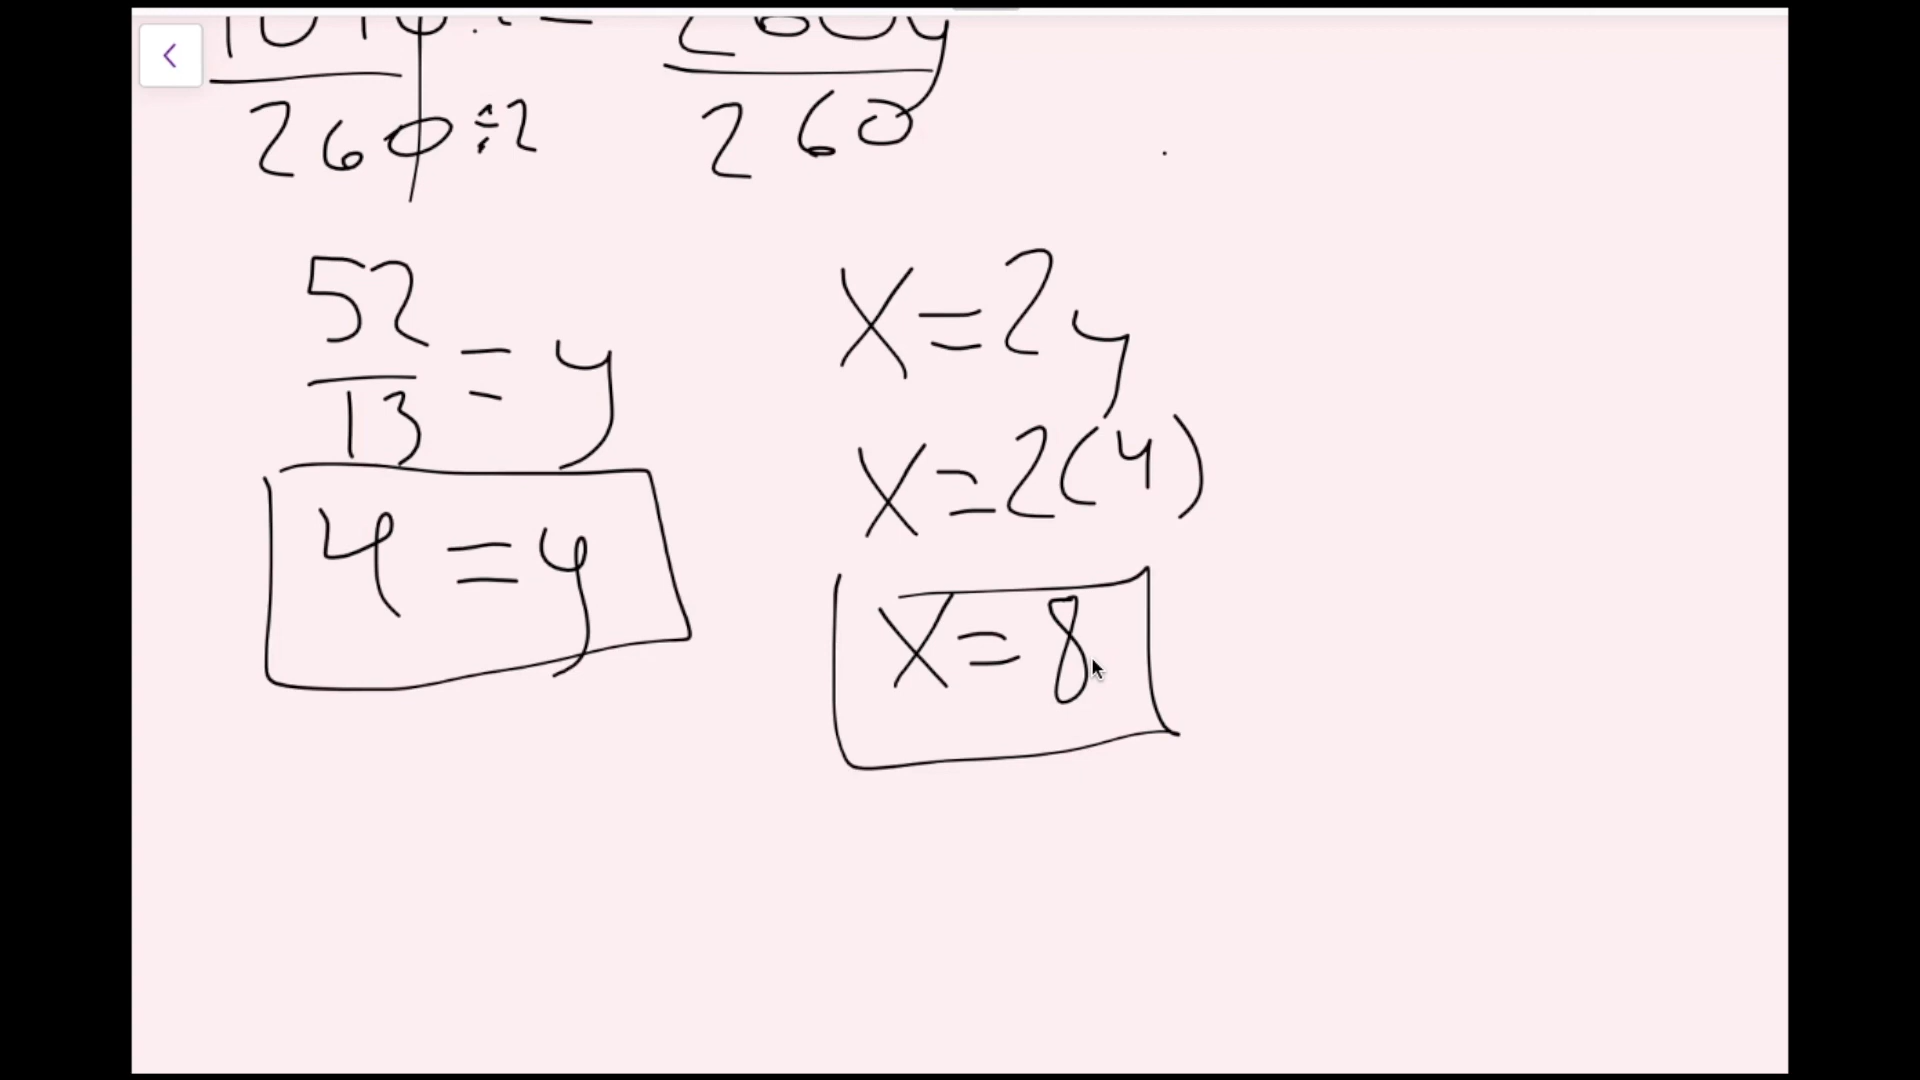 260 ÷2
260
52
13
= y
4 = y
x = 2y
x = 2(4)
x = 8